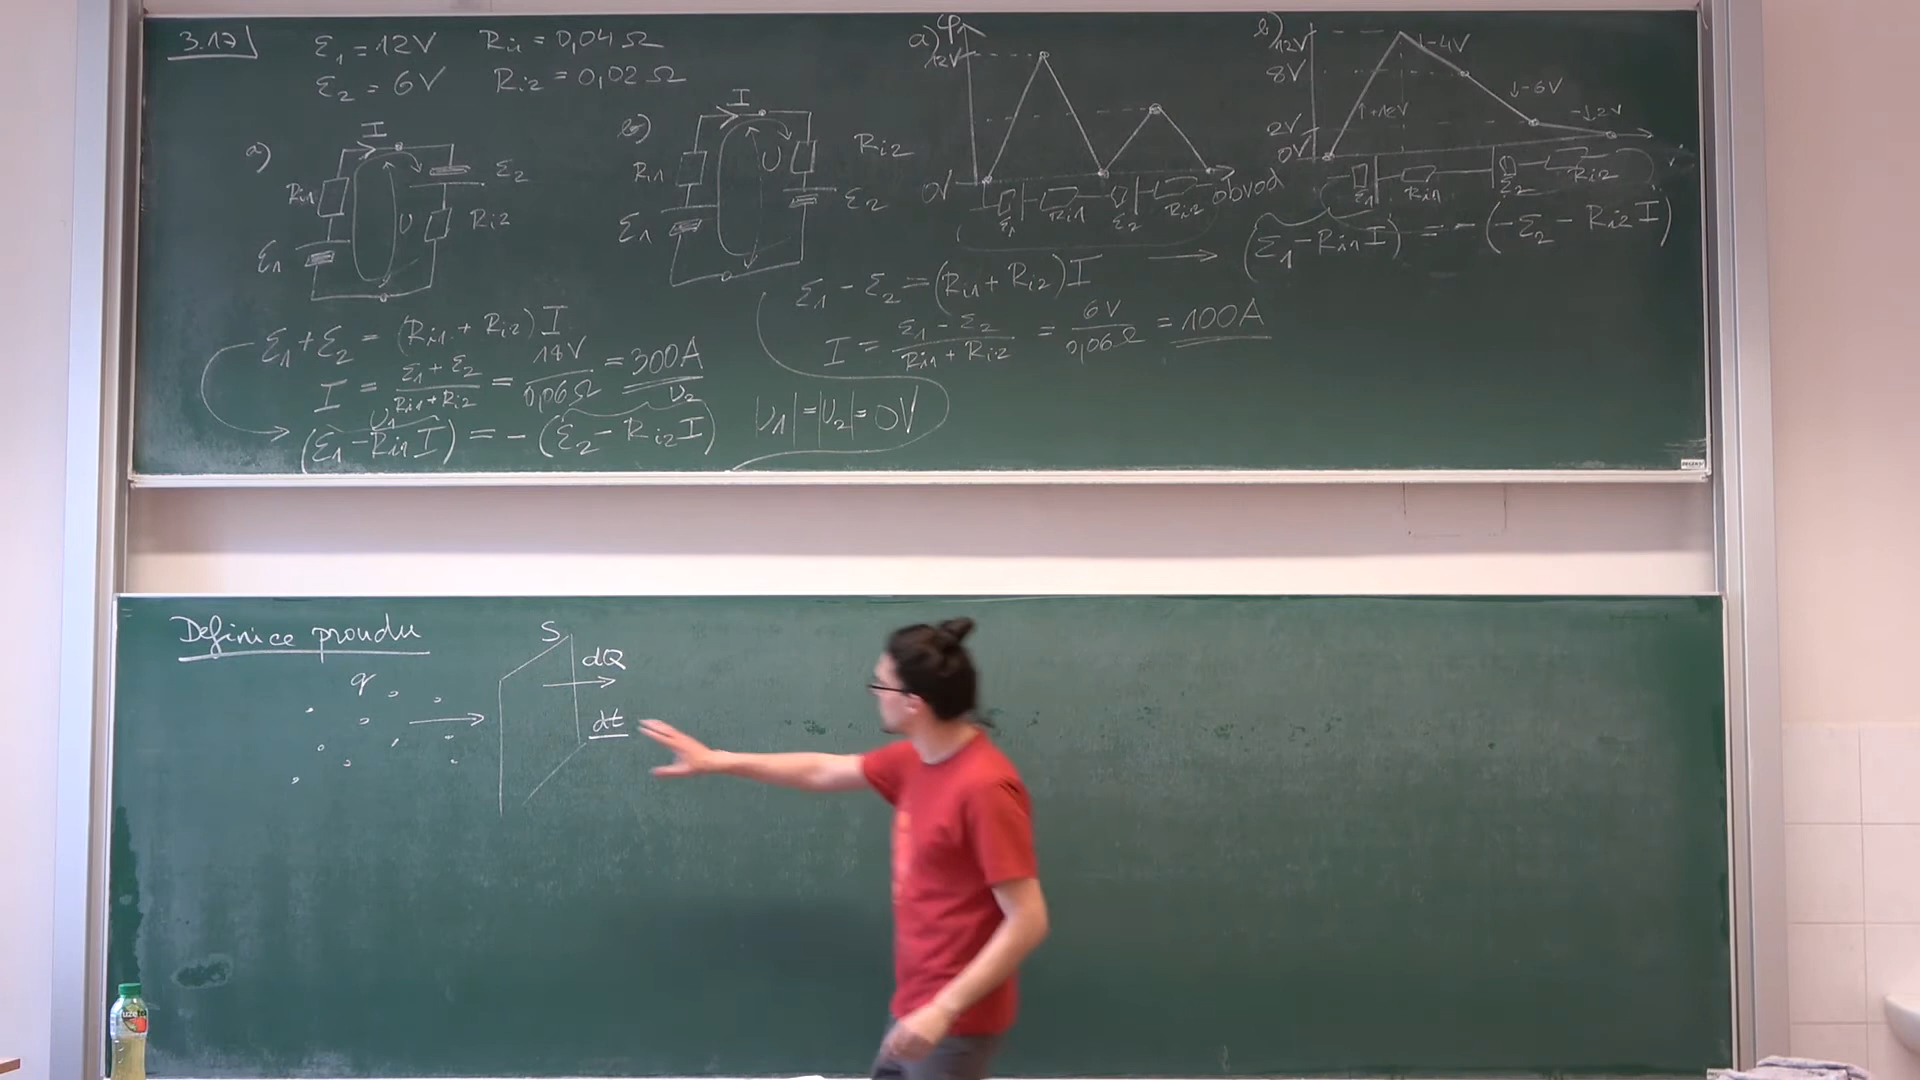 3.17
ε₁ = 12V   Ri1 = 0,04 Ω
ε₂ = 6V   Ri2 = 0,02 Ω
a)
I
Ri1
ε₂
U
Ri2
ε₁
b)
I
Ri1
U
Ri2
ε₁
ε₂
ε₁ + ε₂ = (Ri1 + Ri2) I
I = (ε₁ + ε₂)/(Ri1 + Ri2) = 18V/0,06Ω = 300A
U₁   U₂
(ε₁ - Ri1 I) = - (ε₂ - Ri2 I)
|U₁| = |U₂| = 0V
a) φ
12V
0V
ε₁ Ri1 ε₂ Ri2 obvod
ε₁ - ε₂ = (Ri1 + Ri2) I
I = (ε₁ - ε₂)/(Ri1 + Ri2) = 6V/0,06Ω = 100A
b)
12V
8V
2V
0V
↑+12V
↓-4V
↓-6V
-↓2V
ε₁ Ri1 ε₂ Ri2
(ε₁ - Ri1 I) = - (-ε₂ - Ri2 I)
Definice proudu
q
S
dQ
dt
fuze